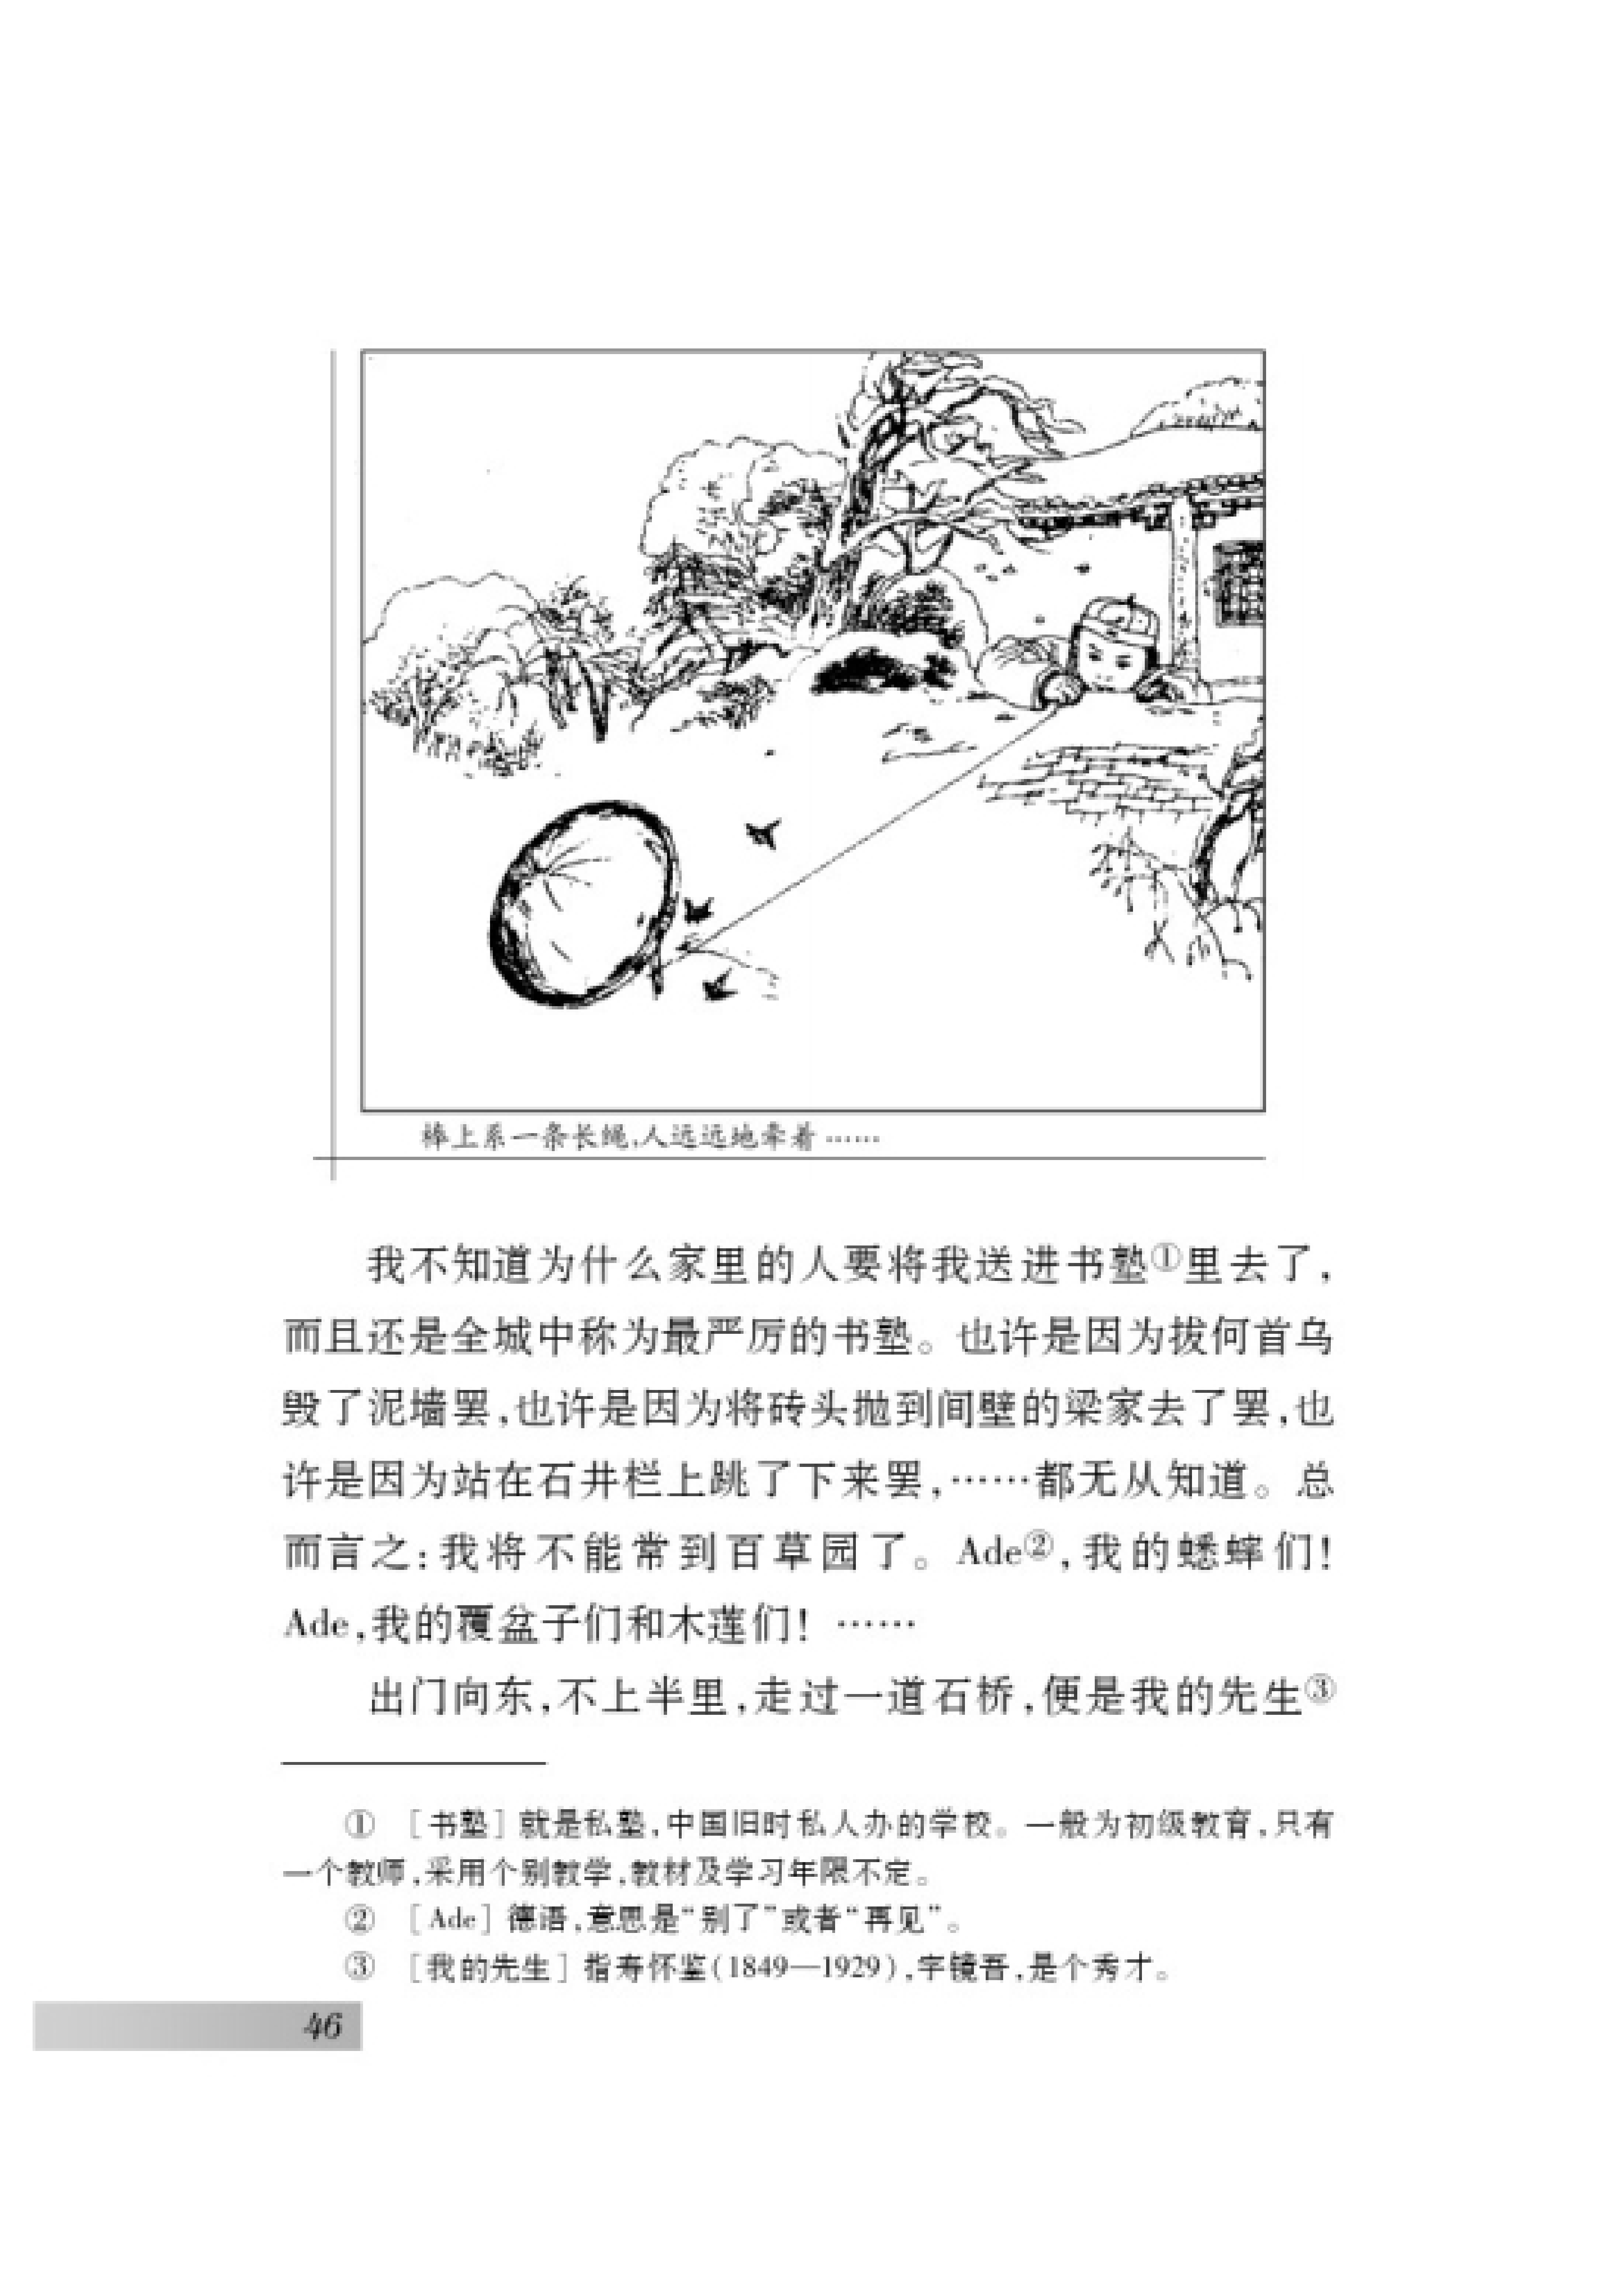 棒上系一条长绳,人远远地牵着……
我不知道为什么家里的人要将我送进书塾①里去了,
而且还是全城中称为最严厉的书塾。也许是因为拔何首乌
毁了泥墙罢,也许是因为将砖头抛到间壁的梁家去了罢,也
许是因为站在石井栏上跳了下来罢,……都无从知道。总
而言之:我将不能常到百草园了。Ade②,我的蟋蟀们!
Ade,我的覆盆子们和木莲们!……
出门向东,不上半里,走过一道石桥,便是我的先生③
① [书塾] 就是私塾,中国旧时私人办的学校。一般为初级教育,只有
一个教师,采用个别教学,教材及学习年限不定。
② [Ade] 德语,意思是“别了”或者“再见”。
③ [我的先生] 指寿怀鉴(1849—1929),字镜吾,是个秀才。
46